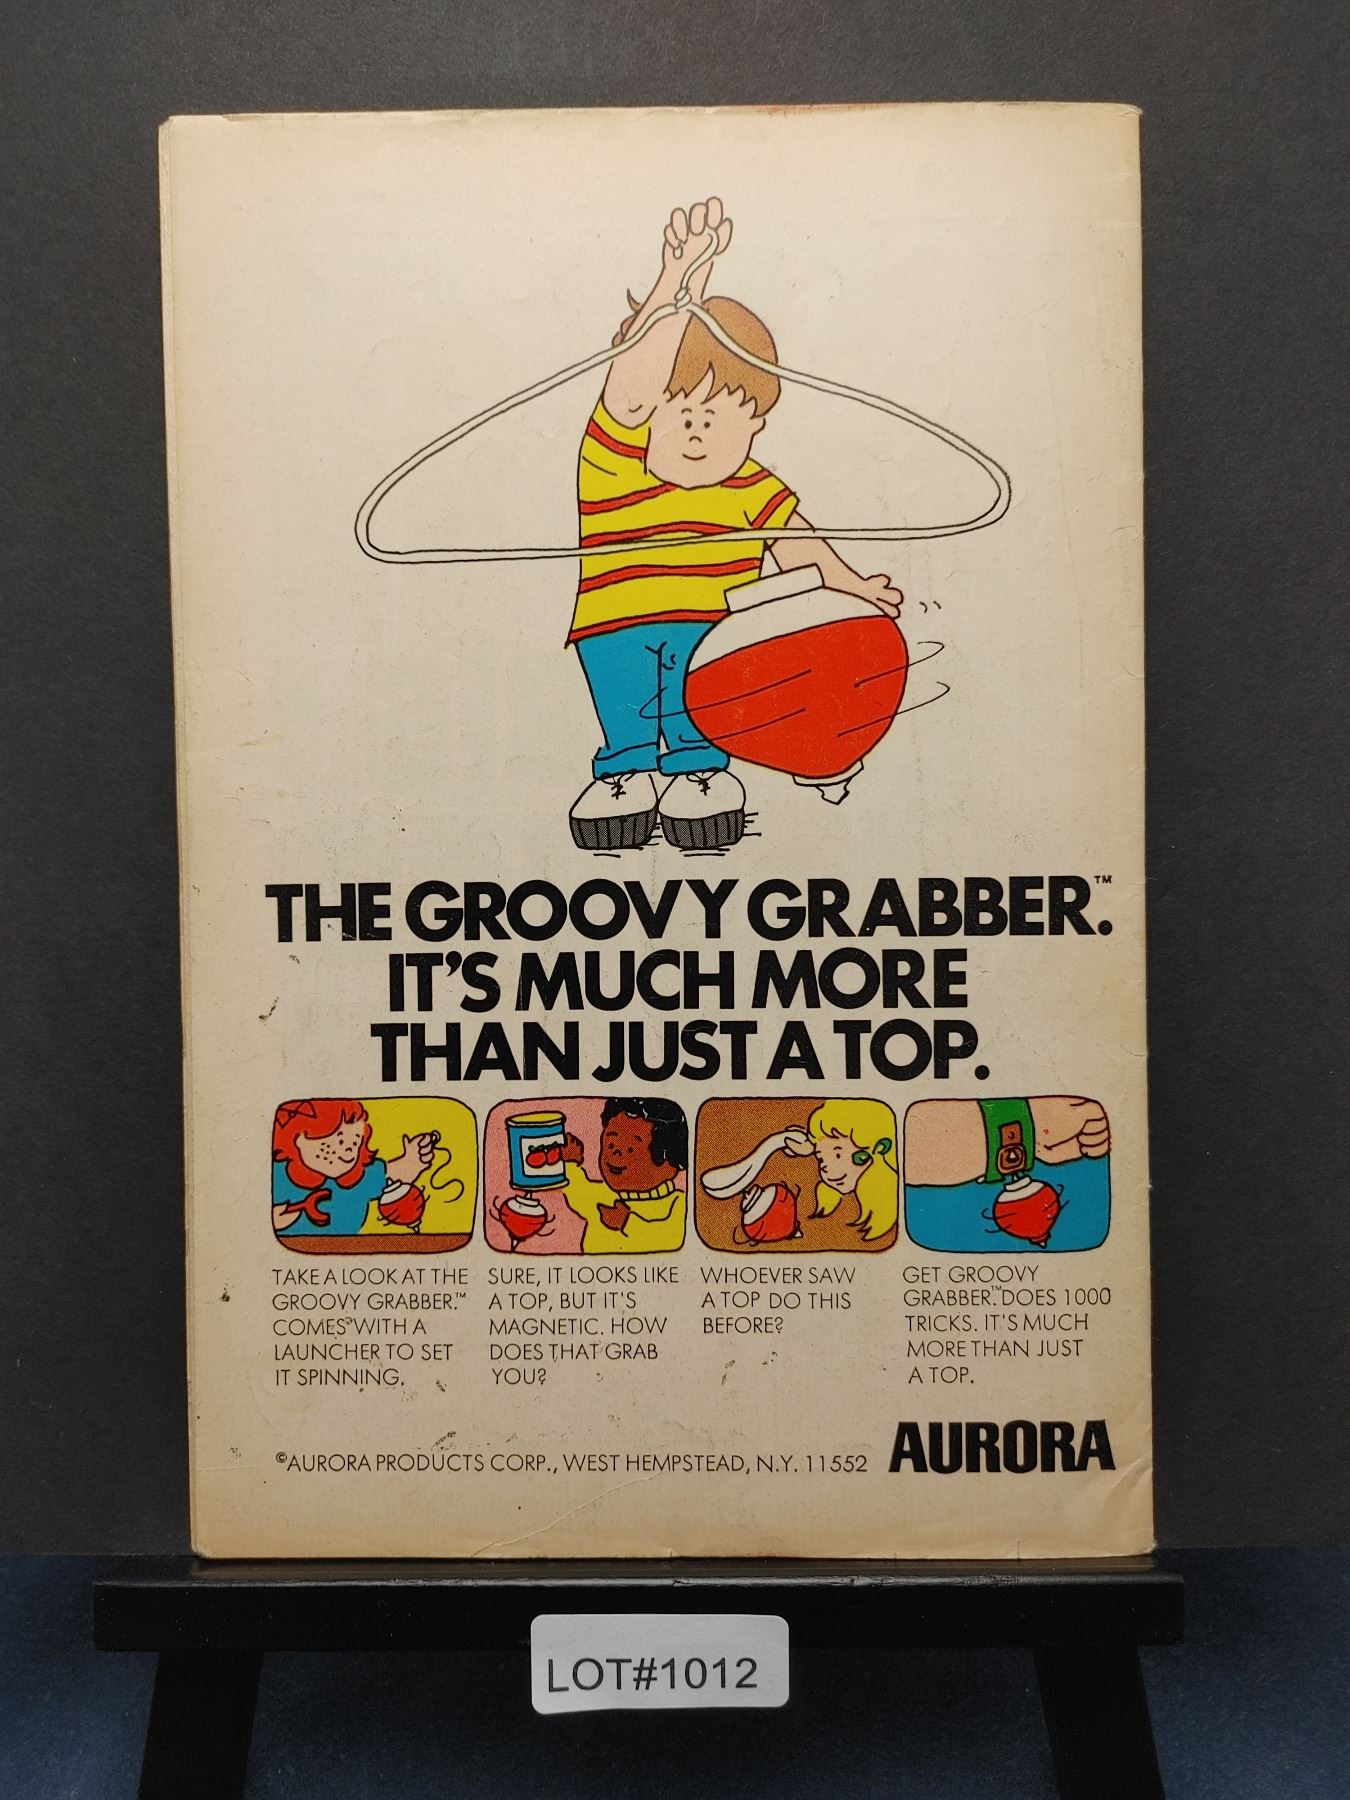 THE GROOVY GRABBER.™
IT'S MUCH MORE
THAN JUST A TOP.
TAKE A LOOK AT THE
GROOVY GRABBER.™
COMES WITH A
LAUNCHER TO SET
IT SPINNING.
SURE, IT LOOKS LIKE
A TOP, BUT IT'S
MAGNETIC. HOW
DOES THAT GRAB
YOU?
WHOEVER SAW
A TOP DO THIS
BEFORE?
GET GROOVY
GRABBER.™ DOES 1000
TRICKS. IT'S MUCH
MORE THAN JUST
A TOP.
©AURORA PRODUCTS CORP., WEST HEMPSTEAD, N.Y. 11552
AURORA
LOT#1012